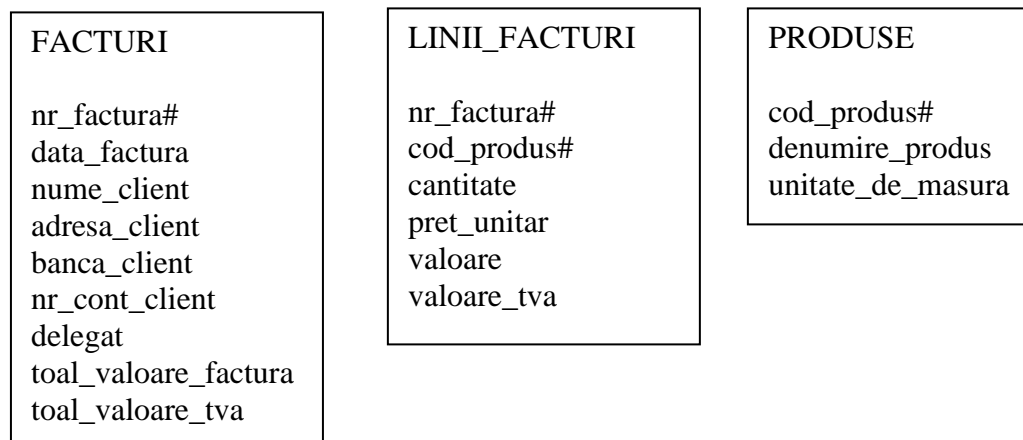 FACTURI
nr_factura#
data_factura
nume_client
adresa_client
banca_client
nr_cont_client
delegat
toal_valoare_factura
toal_valoare_tva
LINII_FACTURI
nr_factura#
cod_produs#
cantitate
pret_unitar
valoare
valoare_tva
PRODUSE
cod_produs#
denumire_produs
unitate_de_masura